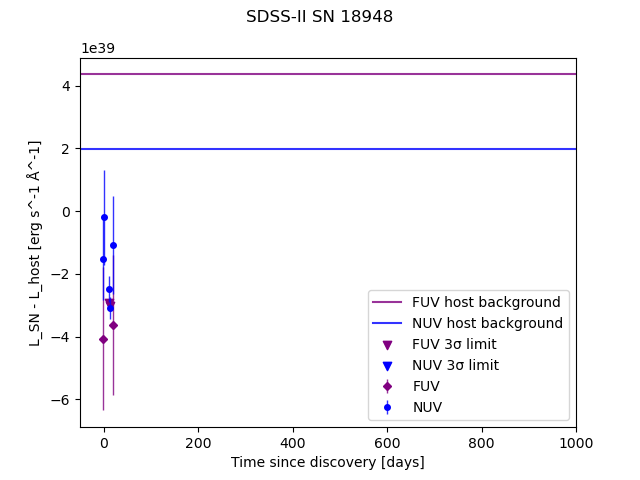 SDSS-II SN 18948
1e39
L_SN - L_host [erg s^-1 Å^-1]
4
2
0
−2
−4
−6
0 200 400 600 800 1000
Time since discovery [days]
FUV host background
NUV host background
FUV 3σ limit
NUV 3σ limit
FUV
NUV